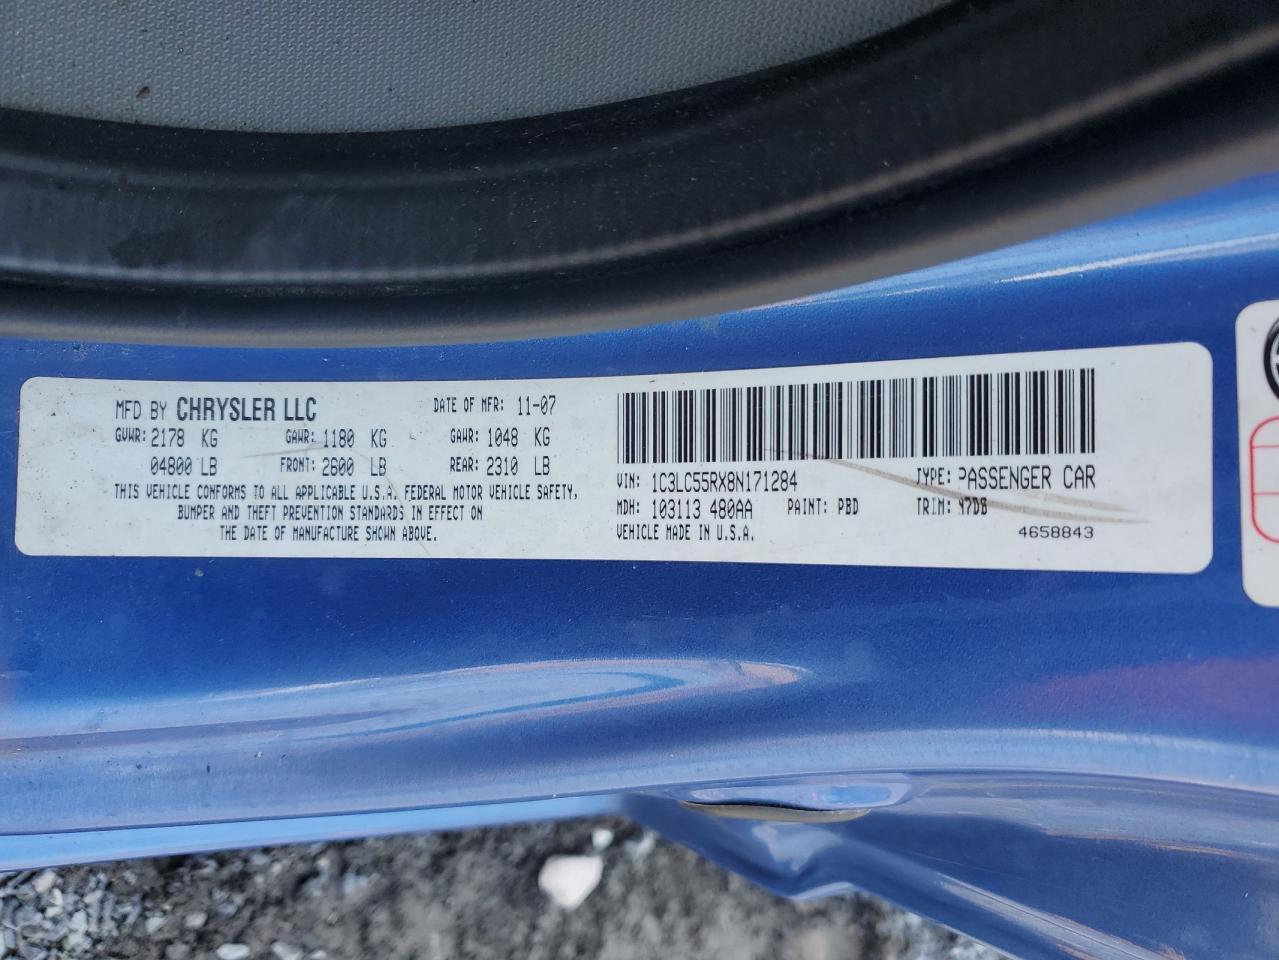 MFD BY CHRYSLER LLC DATE OF MFR: 11-07
GVWR: 2178 KG GAWR: 1180 KG GAWR: 1048 KG
04800 LB FRONT: 2600 LB REAR: 2310 LB
THIS VEHICLE CONFORMS TO ALL APPLICABLE U.S.A. FEDERAL MOTOR VEHICLE SAFETY,
BUMPER AND THEFT PREVENTION STANDARDS IN EFFECT ON
THE DATE OF MANUFACTURE SHOWN ABOVE.
VIN: 1C3LC55RX8N171284 TYPE: PASSENGER CAR
MDH: 103113 480AA PAINT: PBD TRIM:
VEHICLE MADE IN U.S.A. 4658843